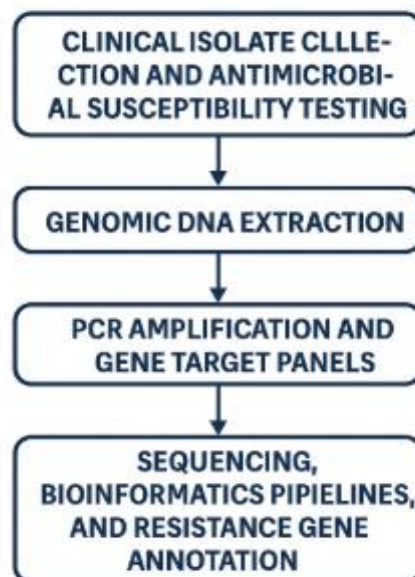 CLINICAL ISOLATE CLLLE-
CTION AND ANTIMICROBI-
AL SUSCEPTIBILITY TESTING
GENOMIC DNA EXTRACTION
PCR AMPLIFICATION AND
GENE TARGET PANELS
SEQUENCING,
BIOINFORMATICS PIPIELINES,
AND RESISTANCE GENE
ANNOTATION